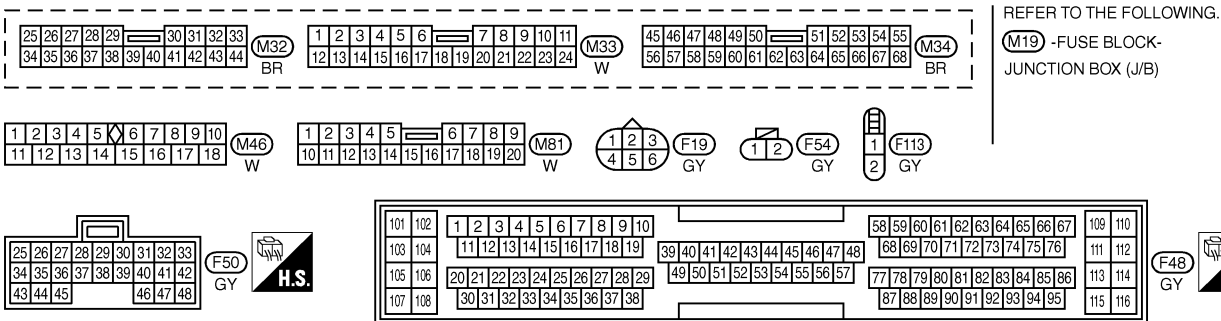 25 26 27 28 29 30 31 32 33
34 35 36 37 38 39 40 41 42 43 44
M32
BR
1 2 3 4 5 6 7 8 9 10 11
12 13 14 15 16 17 18 19 20 21 22 23 24
M33
W
45 46 47 48 49 50 51 52 53 54 55
56 57 58 59 60 61 62 63 64 65 66 67 68
M34
BR
REFER TO THE FOLLOWING.
M19 -FUSE BLOCK-
JUNCTION BOX (J/B)
1 2 3 4 5 6 7 8 9 10
11 12 13 14 15 16 17 18
M46
W
1 2 3 4 5 6 7 8 9
10 11 12 13 14 15 16 17 18 19 20
M81
W
1 2 3
4 5 6
F19
GY
1 2
F54
GY
1
2
F113
GY
25 26 27 28 29 30 31 32 33
34 35 36 37 38 39 40 41 42
43 44 45 46 47 48
F50
GY
H.S.
101 102
103 104
105 106
107 108
1 2 3 4 5 6 7 8 9 10
11 12 13 14 15 16 17 18 19
20 21 22 23 24 25 26 27 28 29
30 31 32 33 34 35 36 37 38
39 40 41 42 43 44 45 46 47 48
49 50 51 52 53 54 55 56 57
58 59 60 61 62 63 64 65 66 67
68 69 70 71 72 73 74 75 76
77 78 79 80 81 82 83 84 85 86
87 88 89 90 91 92 93 94 95
109 110
111 112
113 114
115 116
F48
GY